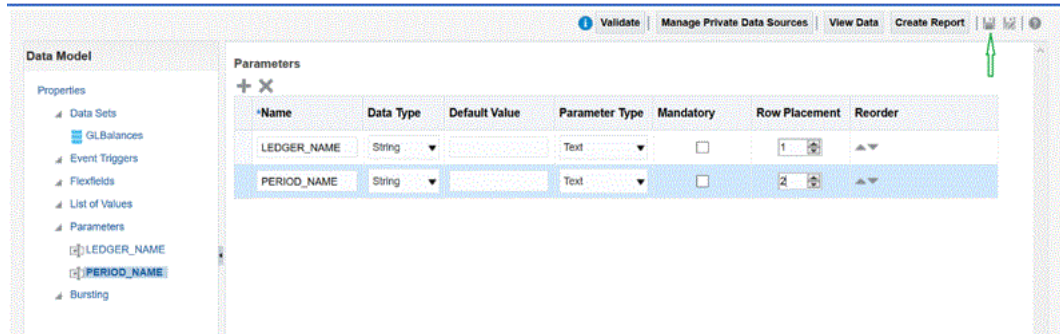 Validate Manage Private Data Sources View Data Create Report
Data Model
Properties
Data Sets
GLBalances
Event Triggers
Flexfields
List of Values
Parameters
LEDGER_NAME
PERIOD_NAME
Bursting
Parameters
*Name Data Type Default Value Parameter Type Mandatory Row Placement Reorder
LEDGER_NAME String Text 1
PERIOD_NAME String Text 2